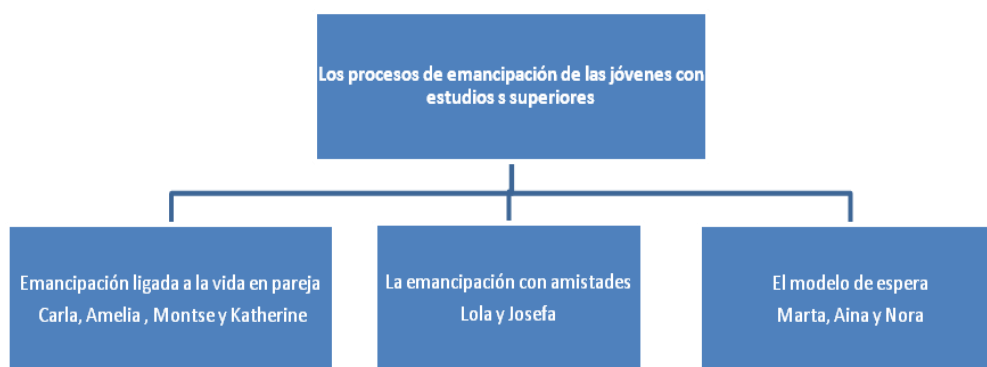 Los procesos de emancipación de las jóvenes con
estudios s superiores
Emancipación ligada a la vida en pareja
Carla, Amelia , Montse y Katherine
La emancipación con amistades
Lola y Josefa
El modelo de espera
Marta, Aina y Nora